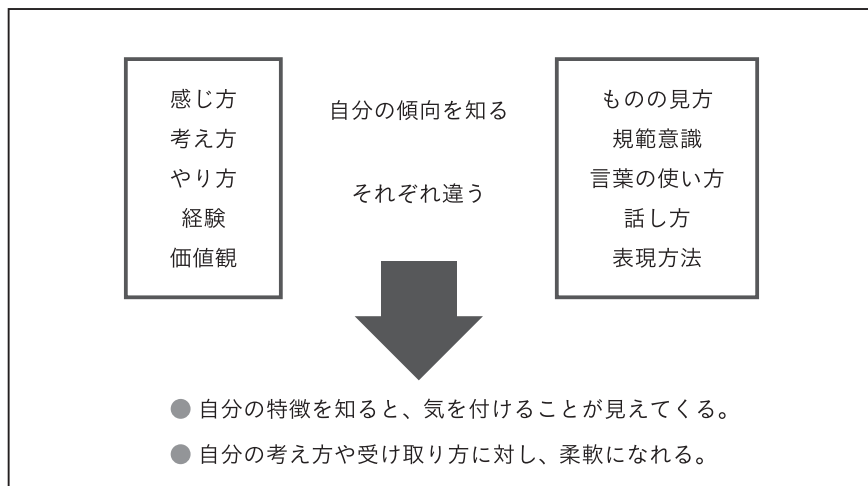 感じ方
考え方
やり方
経験
価値観
自分の傾向を知る
それぞれ違う
ものの見方
規範意識
言葉の使い方
話し方
表現方法
● 自分の特徴を知ると、気を付けることが見えてくる。
● 自分の考え方や受け取り方に対し、柔軟になれる。